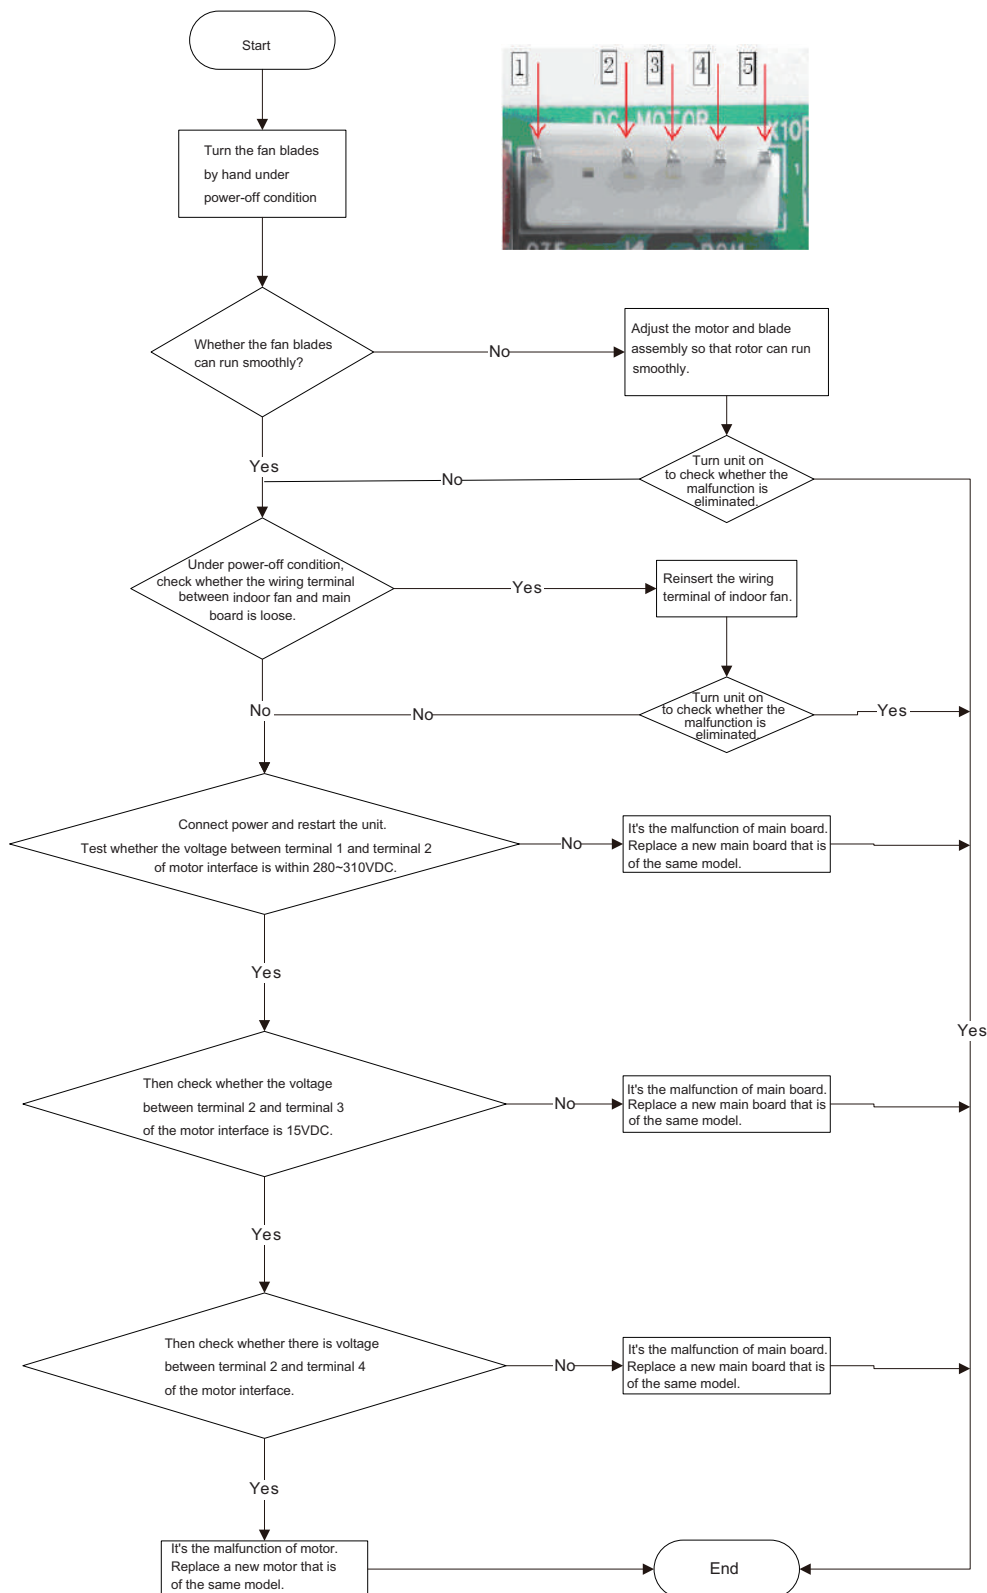 Start
1
2
3
4
5
DC-MOTOR
Turn the fan blades
by hand under
power-off condition
Whether the fan blades
can run smoothly?
No
Adjust the motor and blade
assembly so that rotor can run
smoothly.
Yes
No
Turn unit on
to check whether the
malfunction is
eliminated.
Under power-off condition,
check whether the wiring terminal
between indoor fan and main
board is loose.
Yes
Reinsert the wiring
terminal of indoor fan.
No
No
Turn unit on
to check whether the
malfunction is
eliminated.
Yes
Connect power and restart the unit.
Test whether the voltage between terminal 1 and terminal 2
of motor interface is within 280~310VDC.
No
It's the malfunction of main board.
Replace a new main board that is
of the same model.
Yes
Yes
Then check whether the voltage
between terminal 2 and terminal 3
of the motor interface is 15VDC.
No
It's the malfunction of main board.
Replace a new main board that is
of the same model.
Yes
Then check whether there is voltage
between terminal 2 and terminal 4
of the motor interface.
No
It's the malfunction of main board.
Replace a new main board that is
of the same model.
Yes
It's the malfunction of motor.
Replace a new motor that is
of the same model.
End